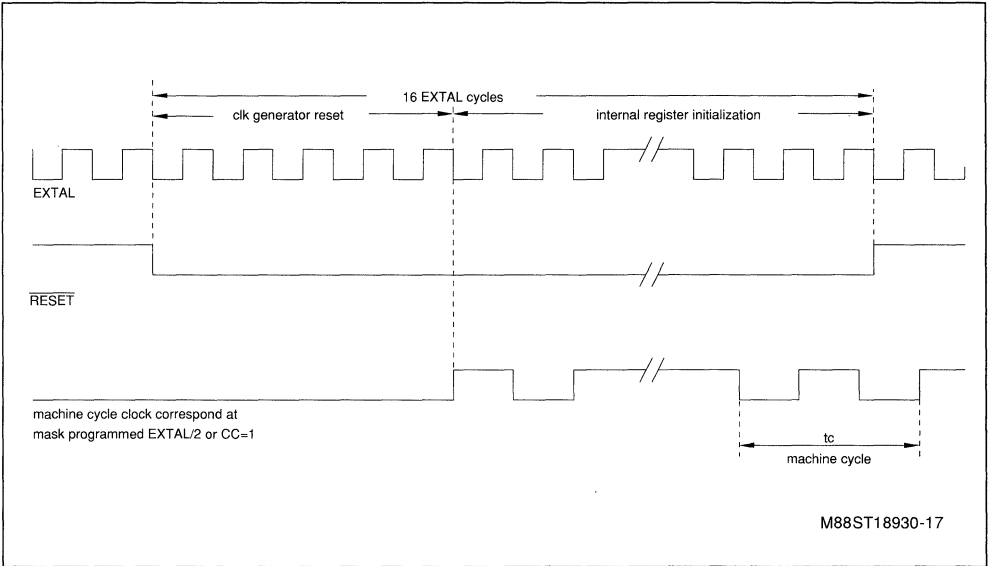 16 EXTAL cycles
clk generator reset
internal register initialization
EXTAL
RESET
machine cycle clock correspond at
mask programmed EXTAL/2 or CC=1
tc
machine cycle
M88ST18930-17